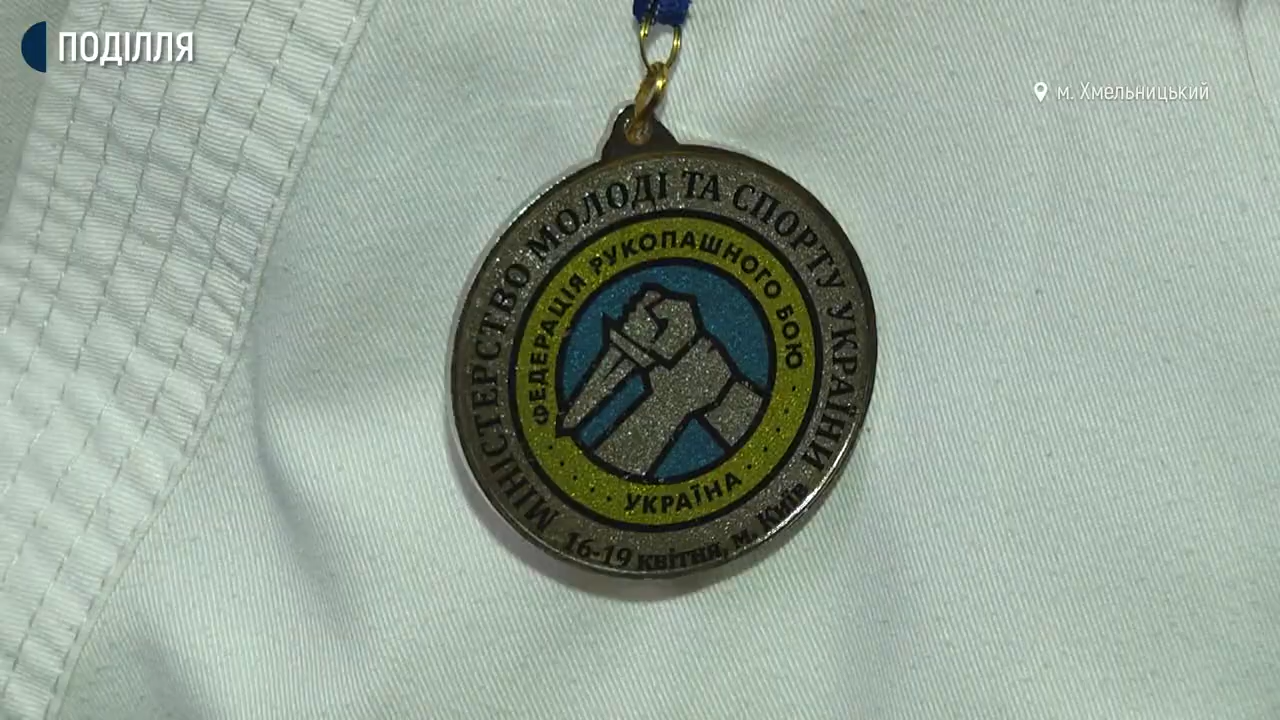 ПОДІЛЛЯ
м. Хмельницький
МІНІСТЕРСТВО МОЛОДІ ТА СПОРТУ УКРАЇНИ
ФЕДЕРАЦІЯ РУКОПАШНОГО БОЮ
УКРАЇНА
16-19 квітня, м. Київ